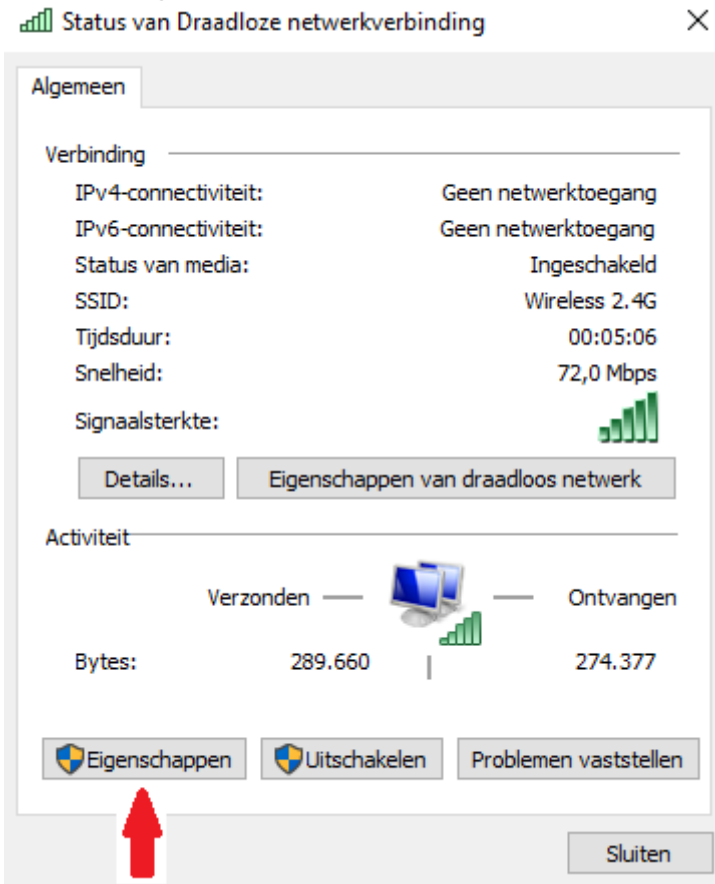 Status van Draadloze netwerkverbinding
Algemeen
Verbinding
IPv4-connectiviteit: Geen netwerktoegang
IPv6-connectiviteit: Geen netwerktoegang
Status van media: Ingeschakeld
SSID: Wireless 2.4G
Tijdsduur: 00:05:06
Snelheid: 72,0 Mbps
Signaalsterkte:
Details... Eigenschappen van draadloos netwerk
Activiteit
Verzonden Ontvangen
Bytes: 289.660 274.377
Eigenschappen Uitschakelen Problemen vaststellen
Sluiten